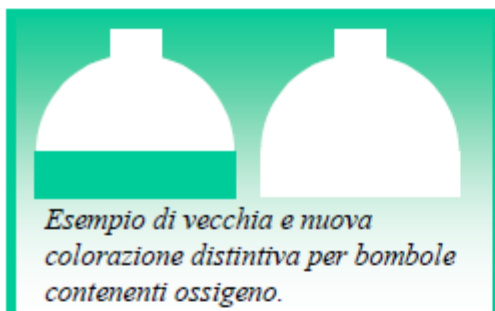 Esempio di vecchia e nuova
colorazione distintiva per bombole
contenenti ossigeno.